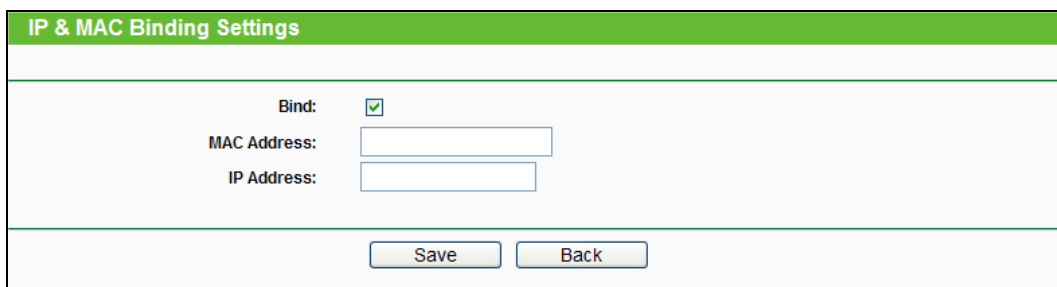 IP & MAC Binding Settings
Bind:
MAC Address:
IP Address:
Save Back